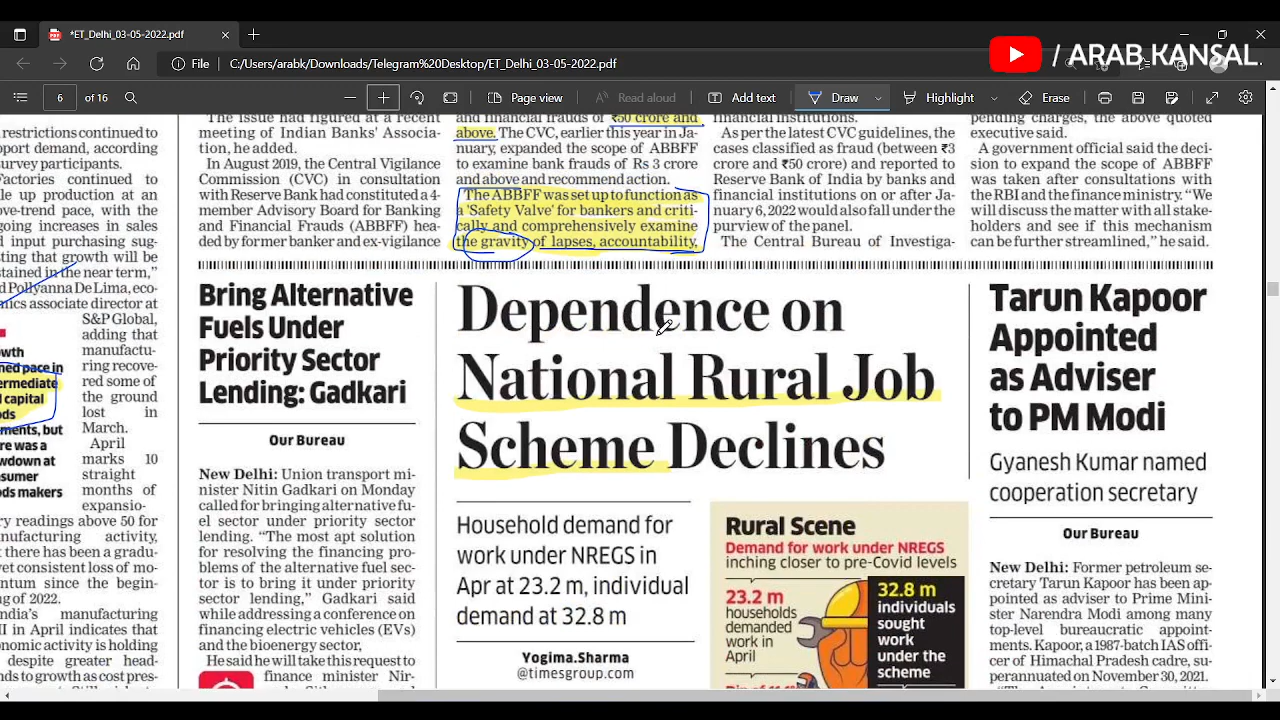 *ET_Delhi_03-05-2022.pdf
/ ARAB KANSAL
File
C:/Users/arabk/Downloads/Telegram%20Desktop/ET_Delhi_03-05-2022.pdf
6 of 16
Page view
Read aloud
Add text
Draw
Highlight
Erase
restrictions continued to
pport demand, according
survey participants.
Factories continued to
le up production at an
ve-trend pace, with the
going increases in sales
d input purchasing sug-
ting that growth will be
stained in the near term,"
d Pollyanna De Lima, eco-
mics associate director at
S&P Global,
adding that
manufactu-
ring recove-
red some of
the ground
lost in
March.
April
marks 10
straight
months of
expansio-
ry readings above 50 for
nufacturing activity,
t there has been a gradu-
yet consistent loss of mo-
ntum since the begin-
g of 2022.
ndia's manufacturing
I in April indicates that
onomic activity is holding
despite greater head-
nds to growth as cost pres-
owth
ned pace in
ermediate
l capital
ods
ments, but
re was a
wdown at
sumer
ods makers
The issue had figured at a recent
meeting of Indian Banks' Associa-
tion, he added.
In August 2019, the Central Vigilance
Commission (CVC) in consultation
with Reserve Bank had constituted a 4-
member Advisory Board for Banking
and Financial Frauds (ABBFF) hea-
ded by former banker and ex-vigilance
and financial frauds of ₹50 crore and
above. The CVC, earlier this year in Ja-
nuary, expanded the scope of ABBFF
to examine bank frauds of Rs 3 crore
and above and recommend action.
The ABBFF was set up to function as
a 'Safety Valve' for bankers and criti-
cally and comprehensively examine
the gravity of lapses, accountability,
financial institutions.
As per the latest CVC guidelines, the
cases classified as fraud (between ₹3
crore and ₹50 crore) and reported to
Reserve Bank of India by banks and
financial institutions on or after Ja-
nuary 6, 2022 would also fall under the
purview of the panel.
The Central Bureau of Investiga-
pending charges, the above quoted
executive said.
A government official said the deci-
sion to expand the scope of ABBFF
was taken after consultations with
the RBI and the finance ministry. "We
will discuss the matter with all stake-
holders and see if this mechanism
can be further streamlined," he said.
Bring Alternative
Fuels Under
Priority Sector
Lending: Gadkari
Our Bureau
New Delhi: Union transport mi-
nister Nitin Gadkari on Monday
called for bringing alternative fu-
el sector under priority sector
lending. "The most apt solution
for resolving the financing pro-
blems of the alternative fuel sec-
tor is to bring it under priority
sector lending," Gadkari said
while addressing a conference on
financing electric vehicles (EVs)
and the bioenergy sector,
He said he will take this request to
finance minister Nir-
Dependence on
National Rural Job
Scheme Declines
Household demand for
work under NREGS in
Apr at 23.2 m, individual
demand at 32.8 m
Yogima.Sharma
@timesgroup.com
Rural Scene
Demand for work under NREGS
inching closer to pre-Covid levels
23.2 m
households
demanded
work in
April
32.8 m
individuals
sought
work
under the
scheme
Tarun Kapoor
Appointed
as Adviser
to PM Modi
Gyanesh Kumar named
cooperation secretary
Our Bureau
New Delhi: Former petroleum se-
cretary Tarun Kapoor has been ap-
pointed as adviser to Prime Mini-
ster Narendra Modi among many
top-level bureaucratic appoint-
ments. Kapoor, a 1987-batch IAS offi-
cer of Himachal Pradesh cadre, su-
perannuated on November 30, 2021.